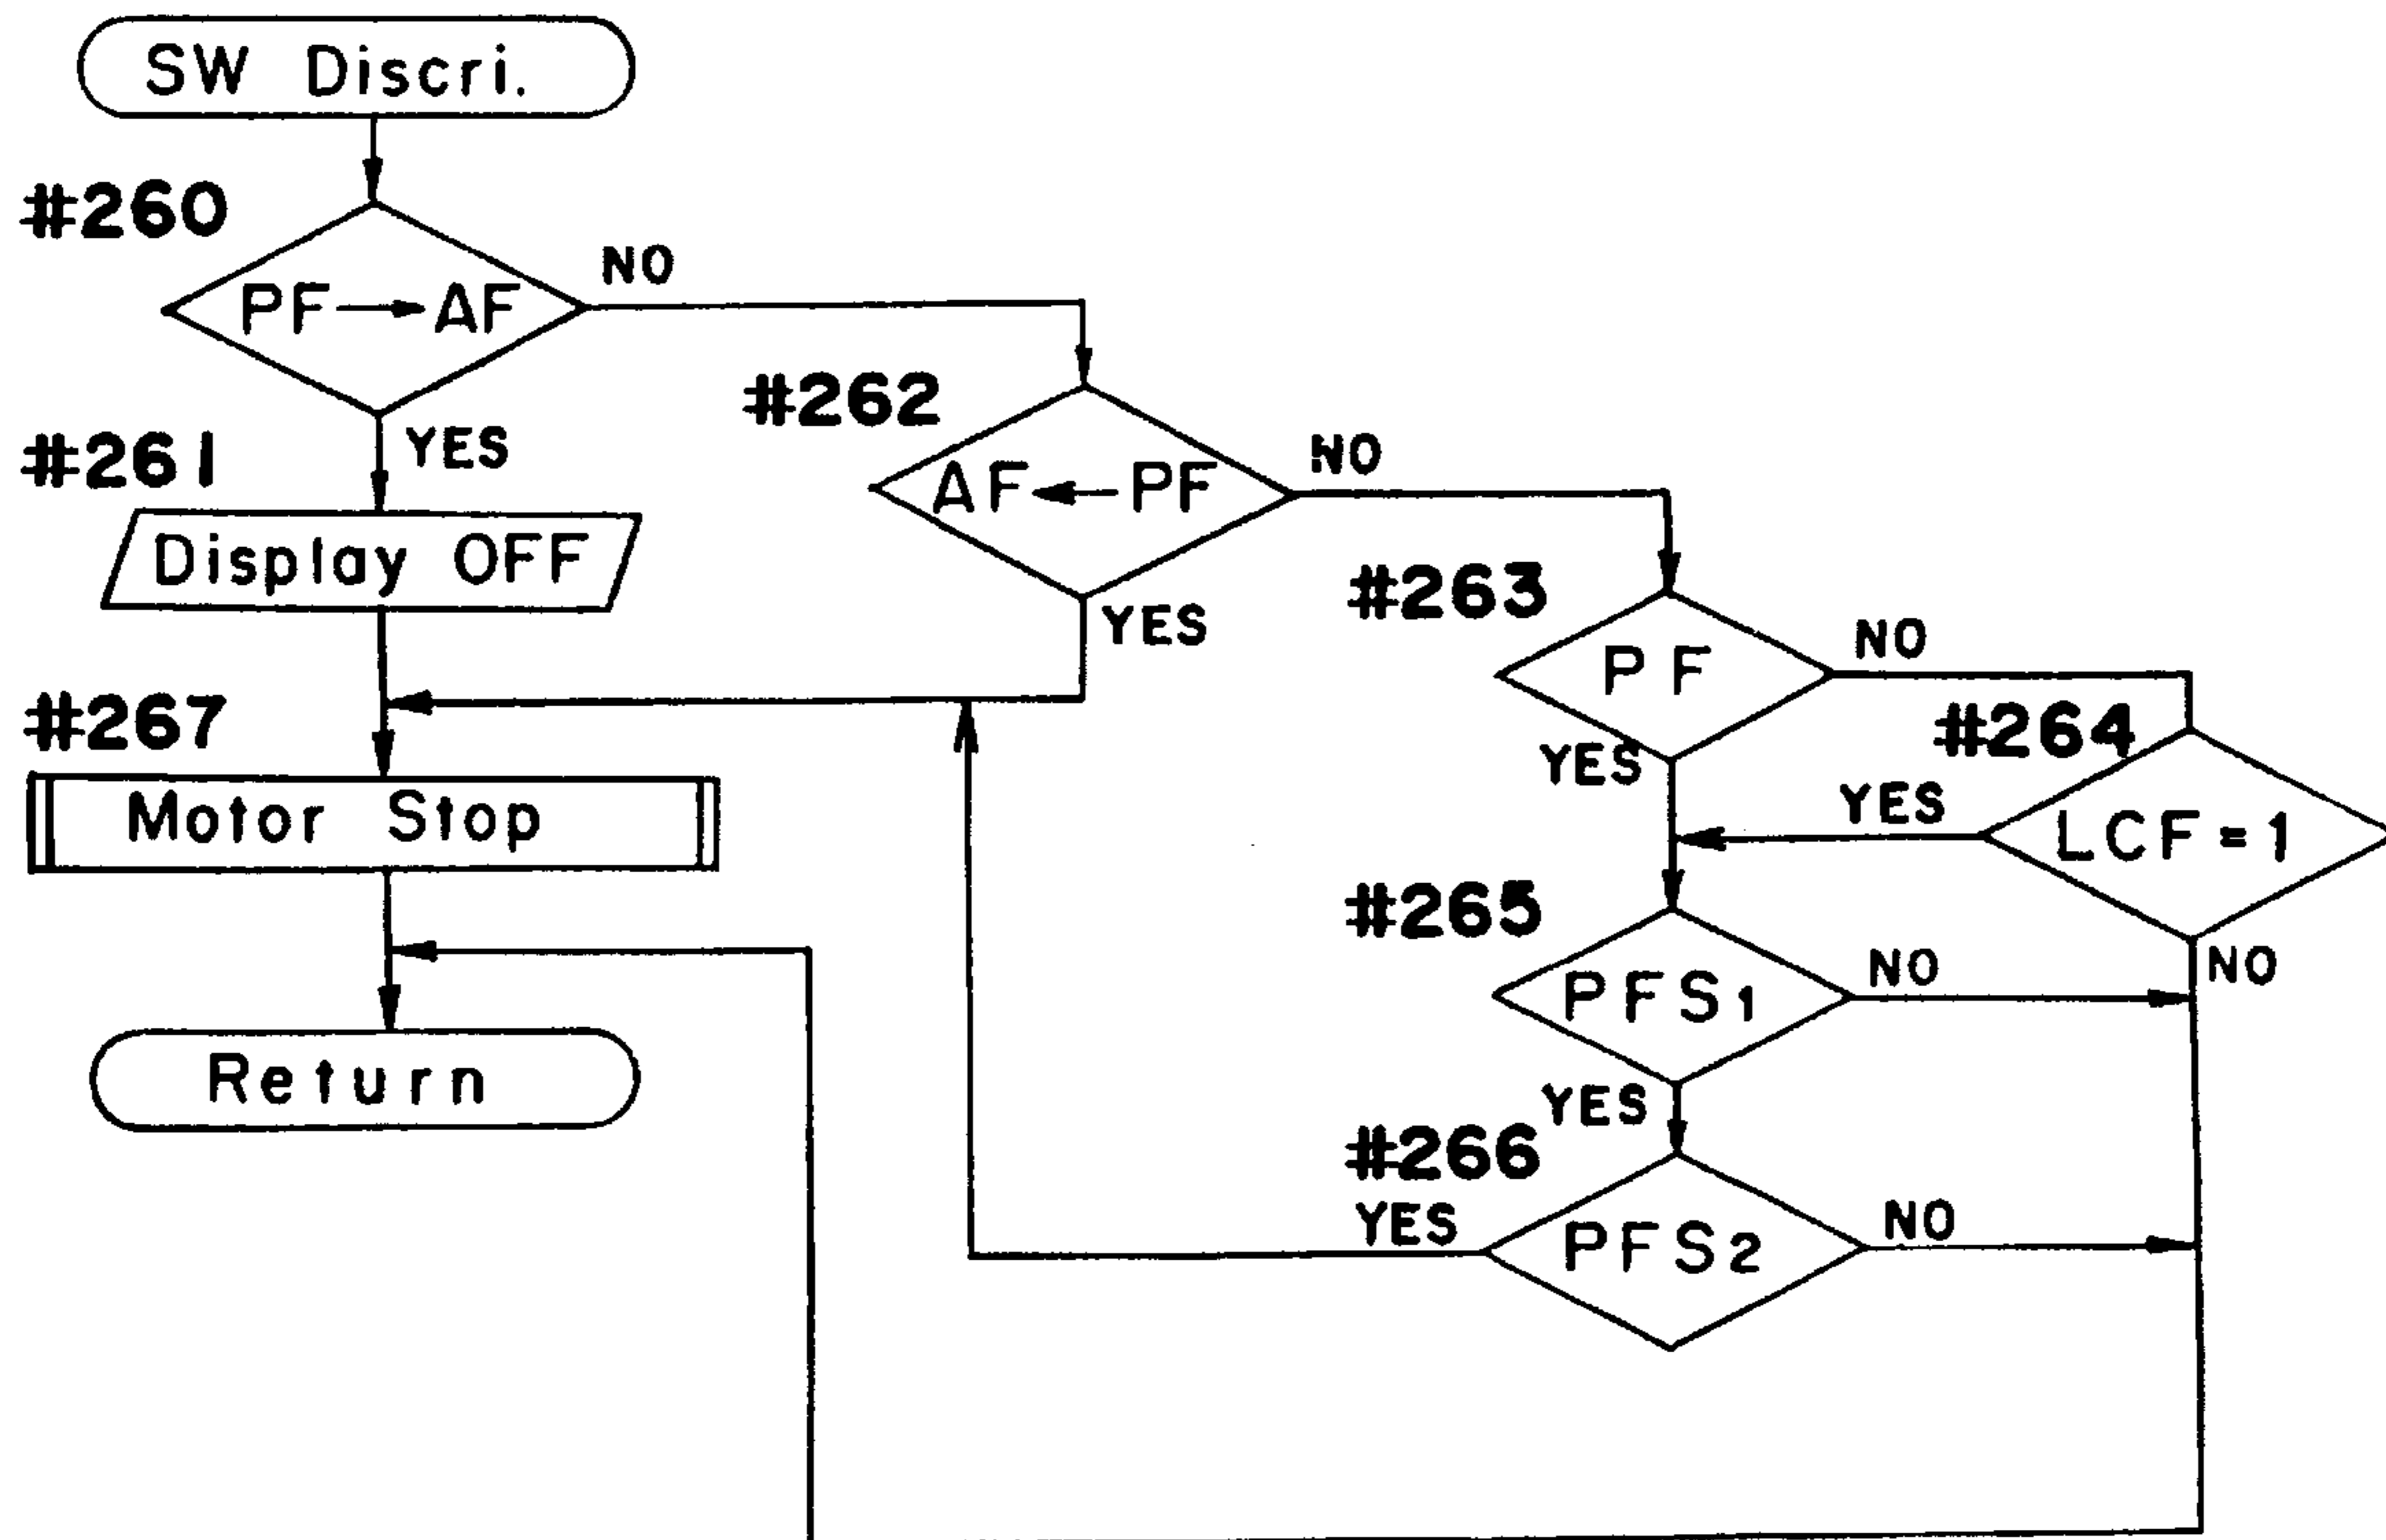 SW Discri.
#260
PF→AF
NO
YES
#261
Display OFF
#262
AF←PF
NO
YES
#263
PF
NO
YES
#264
LCF=1
YES
NO
#265
PFS1
NO
YES
#266
PFS2
YES
NO
#267
Motor Stop
Return